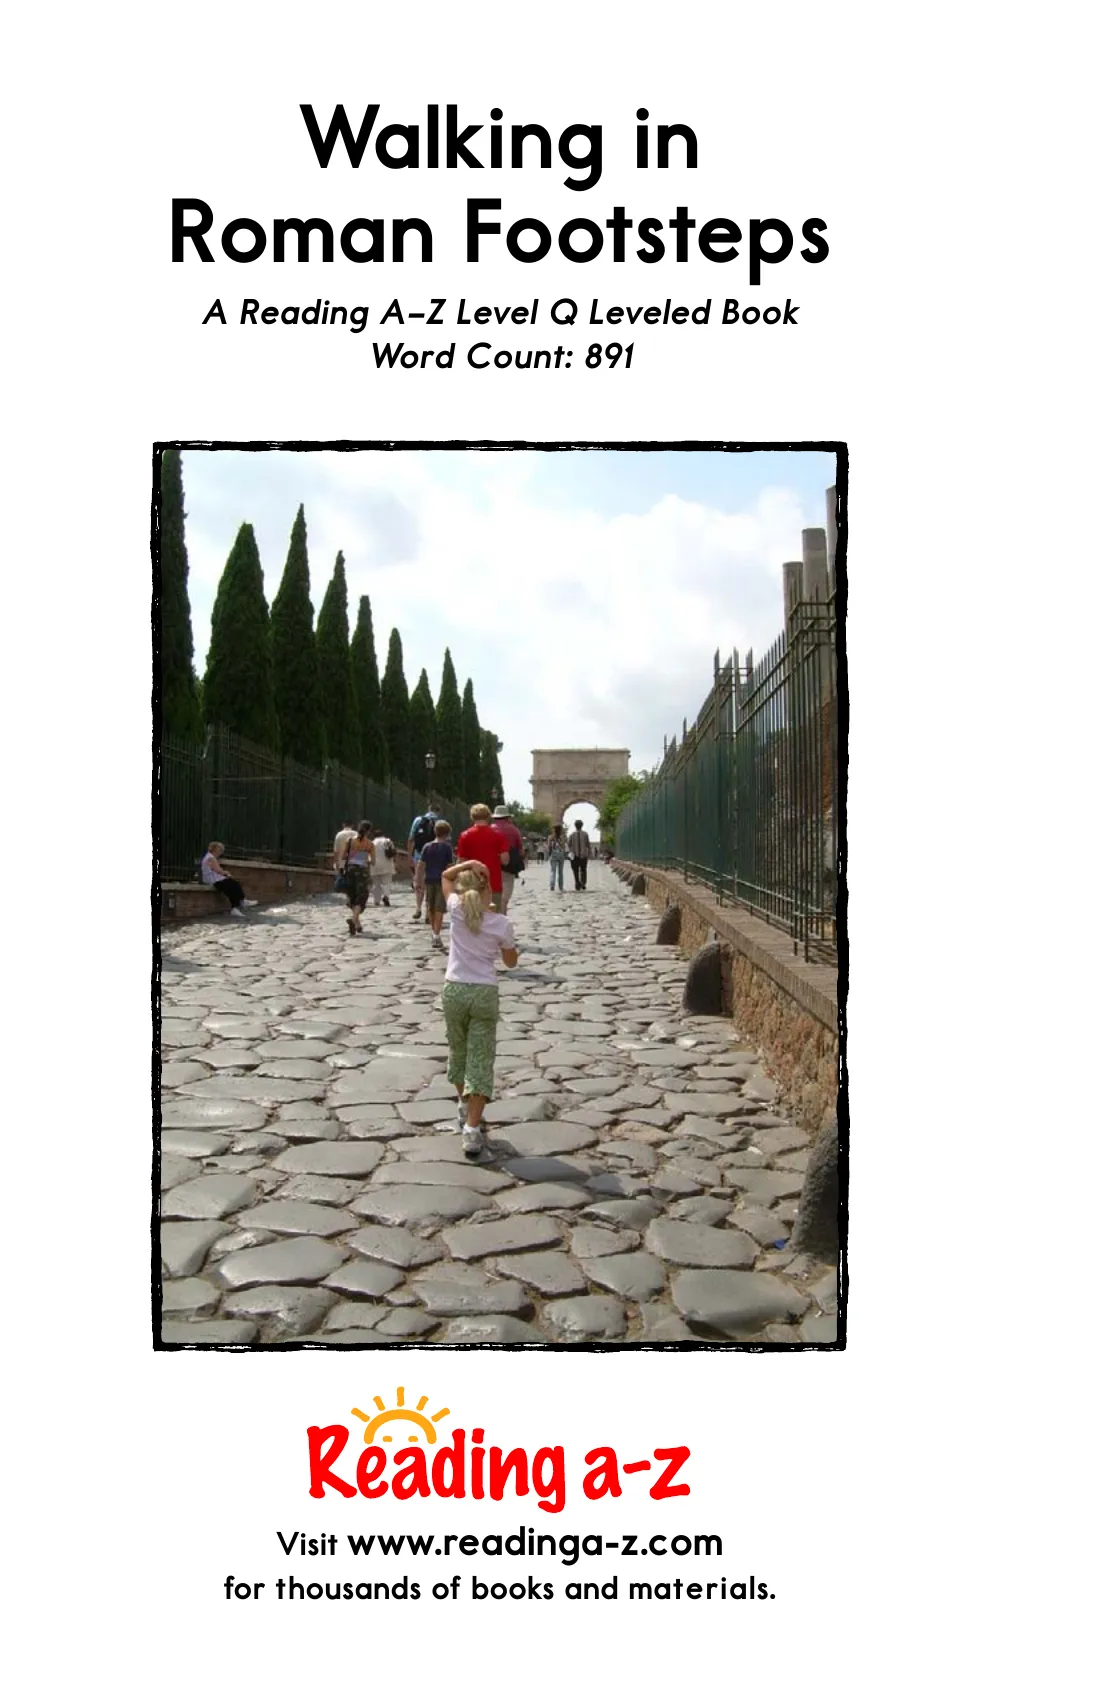 Walking in
Roman Footsteps
A Reading A–Z Level Q Leveled Book
Word Count: 891
Reading a-z
Visit www.readinga-z.com
for thousands of books and materials.